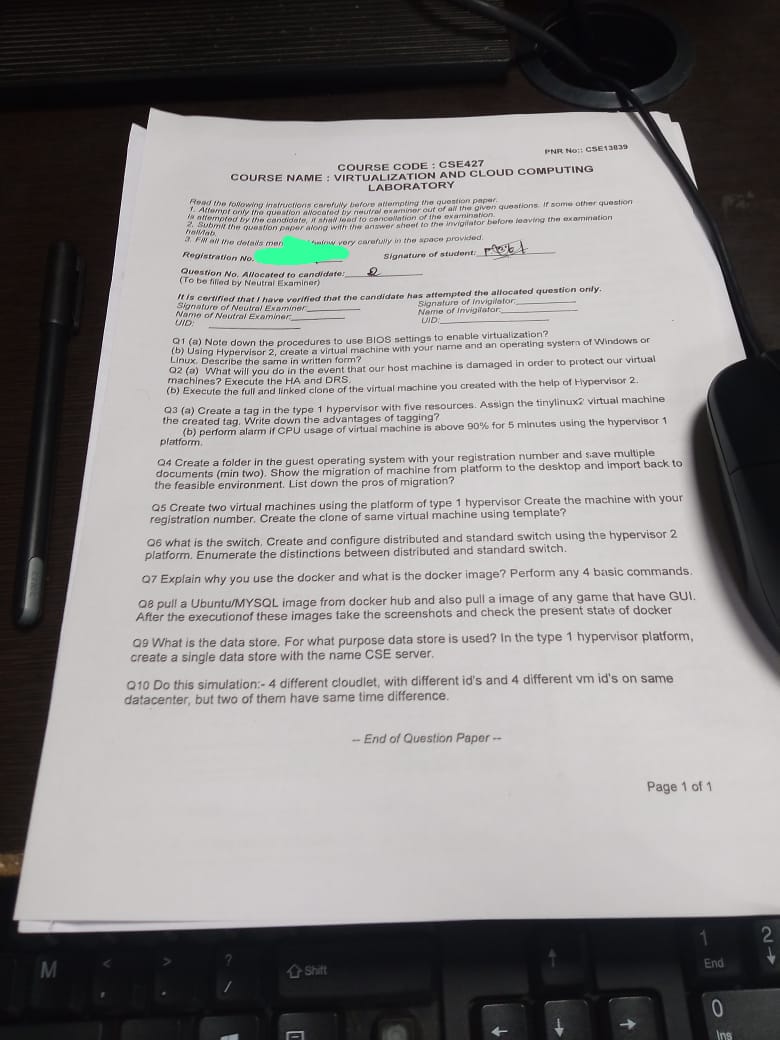 PNR No:: CSE13839
COURSE CODE : CSE427
COURSE NAME : VIRTUALIZATION AND CLOUD COMPUTING
LABORATORY
Read the following instructions carefully before attempting the question paper.
1. Attempt only the question allocated by neutral examiner out of all the given questions. If some other question
is attempted by the candidate, it shall lead to cancellation of the examination.
2. Submit the question paper along with the answer sheet to the invigilator before leaving the examination
hall/lab.
3. Fill all the details men below very carefully in the space provided.
Registration No. Signature of student:
Question No. Allocated to candidate: 2
(To be filled by Neutral Examiner)
It is certified that I have verified that the candidate has attempted the allocated question only.
Signature of Neutral Examiner: Signature of Invigilator:
Name of Neutral Examiner: Name of Invigilator:
UID: UID:
Q1 (a) Note down the procedures to use BIOS settings to enable virtualization?
(b) Using Hypervisor 2, create a virtual machine with your name and an operating system of Windows or
Linux. Describe the same in written form?
Q2 (a) What will you do in the event that our host machine is damaged in order to protect our virtual
machines? Execute the HA and DRS.
(b) Execute the full and linked clone of the virtual machine you created with the help of Hypervisor 2.
Q3 (a) Create a tag in the type 1 hypervisor with five resources. Assign the tinylinux2 virtual machine
the created tag. Write down the advantages of tagging?
(b) perform alarm if CPU usage of virtual machine is above 90% for 5 minutes using the hypervisor 1
platform.
Q4 Create a folder in the guest operating system with your registration number and save multiple
documents (min two). Show the migration of machine from platform to the desktop and import back to
the feasible environment. List down the pros of migration?
Q5 Create two virtual machines using the platform of type 1 hypervisor Create the machine with your
registration number. Create the clone of same virtual machine using template?
Q6 what is the switch. Create and configure distributed and standard switch using the hypervisor 2
platform. Enumerate the distinctions between distributed and standard switch.
Q7 Explain why you use the docker and what is the docker image? Perform any 4 basic commands.
Q8 pull a Ubuntu/MYSQL image from docker hub and also pull a image of any game that have GUI.
After the executionof these images take the screenshots and check the present state of docker
Q9 What is the data store. For what purpose data store is used? In the type 1 hypervisor platform,
create a single data store with the name CSE server.
Q10 Do this simulation:- 4 different cloudlet, with different id's and 4 different vm id's on same
datacenter, but two of them have same time difference.
-- End of Question Paper --
Page 1 of 1
M < , > . ? / Shift ↑ 1 End 2 ↓
← ↓ → 0 Ins